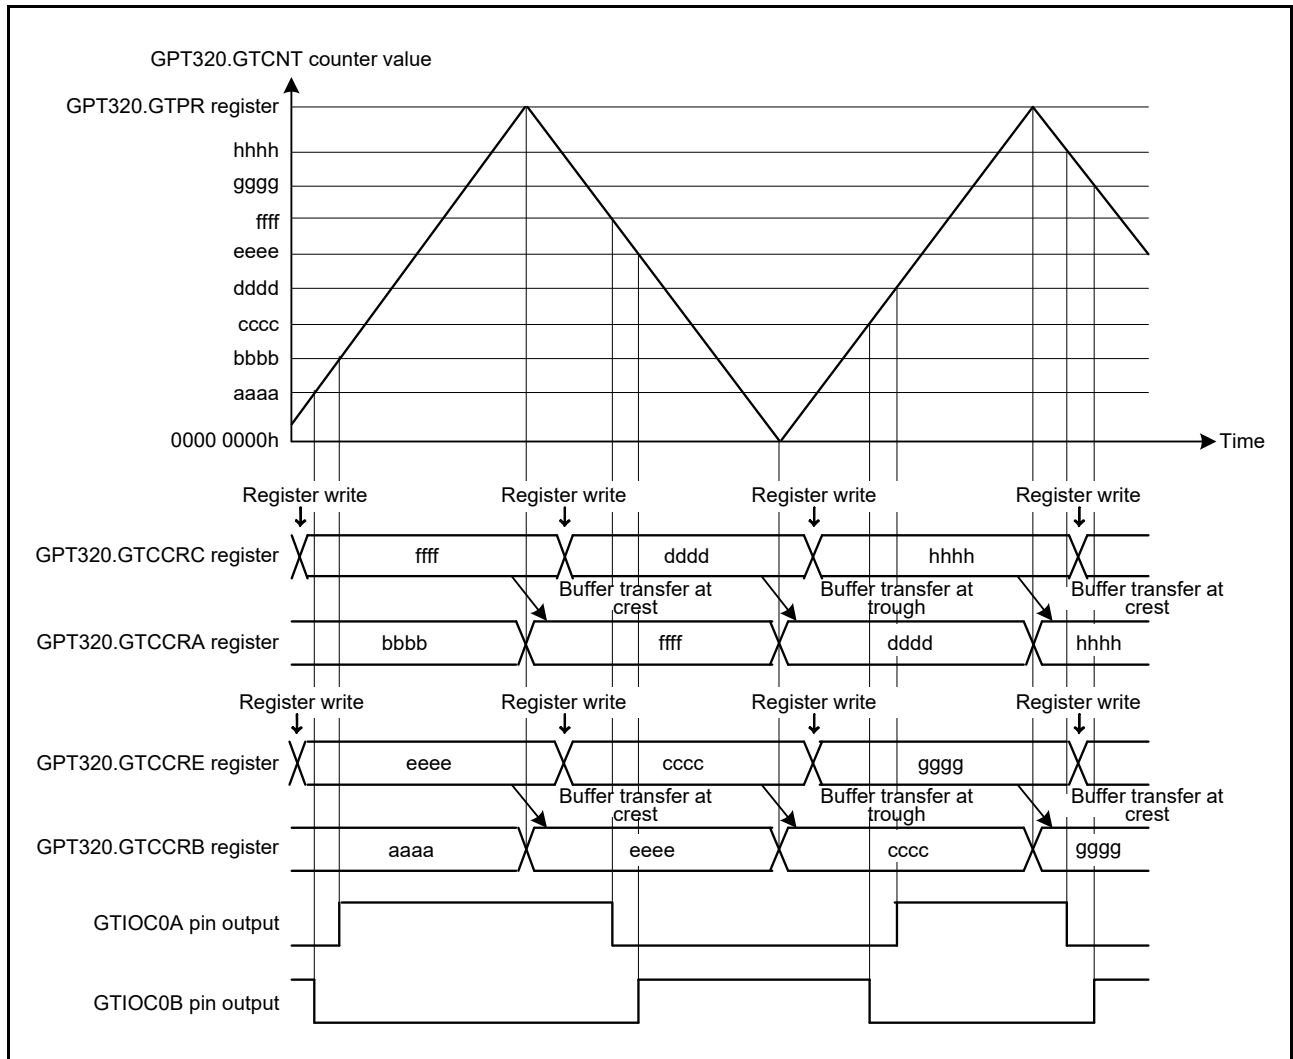 GPT320.GTCNT counter value
GPT320.GTPR register
hhhh
gggg
ffff
eeee
dddd
cccc
bbbb
aaaa
0000 0000h
Time
Register write Register write Register write Register write
GPT320.GTCCRC register ffff dddd hhhh
Buffer transfer at crest
Buffer transfer at trough
Buffer transfer at crest
GPT320.GTCCRA register bbbb ffff dddd hhhh
Register write Register write Register write Register write
GPT320.GTCCRE register eeee cccc gggg
Buffer transfer at crest
Buffer transfer at trough
Buffer transfer at crest
GPT320.GTCCRB register aaaa eeee cccc gggg
GTIOC0A pin output
GTIOC0B pin output